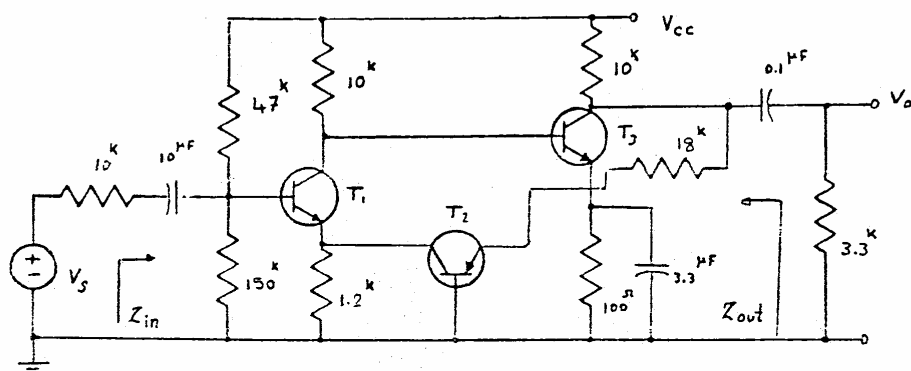 Vcc
10k
10k
47k
0.1μF
Vo
T3
18k
10k
10μF
T1
T2
Vs
Zin
150k
1.2k
100Ω
3.3μF
Zout
3.3k
+
-